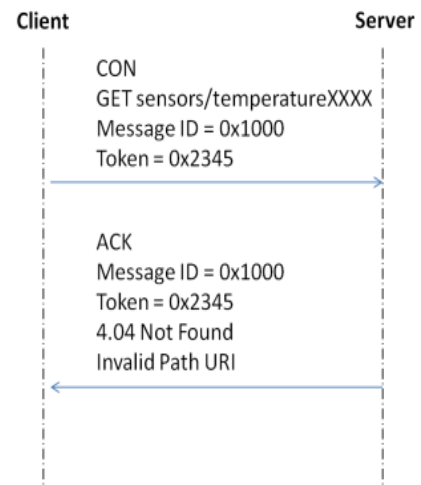 Client Server
CON
GET sensors/temperatureXXXX
Message ID = 0x1000
Token = 0x2345
ACK
Message ID = 0x1000
Token = 0x2345
4.04 Not Found
Invalid Path URI